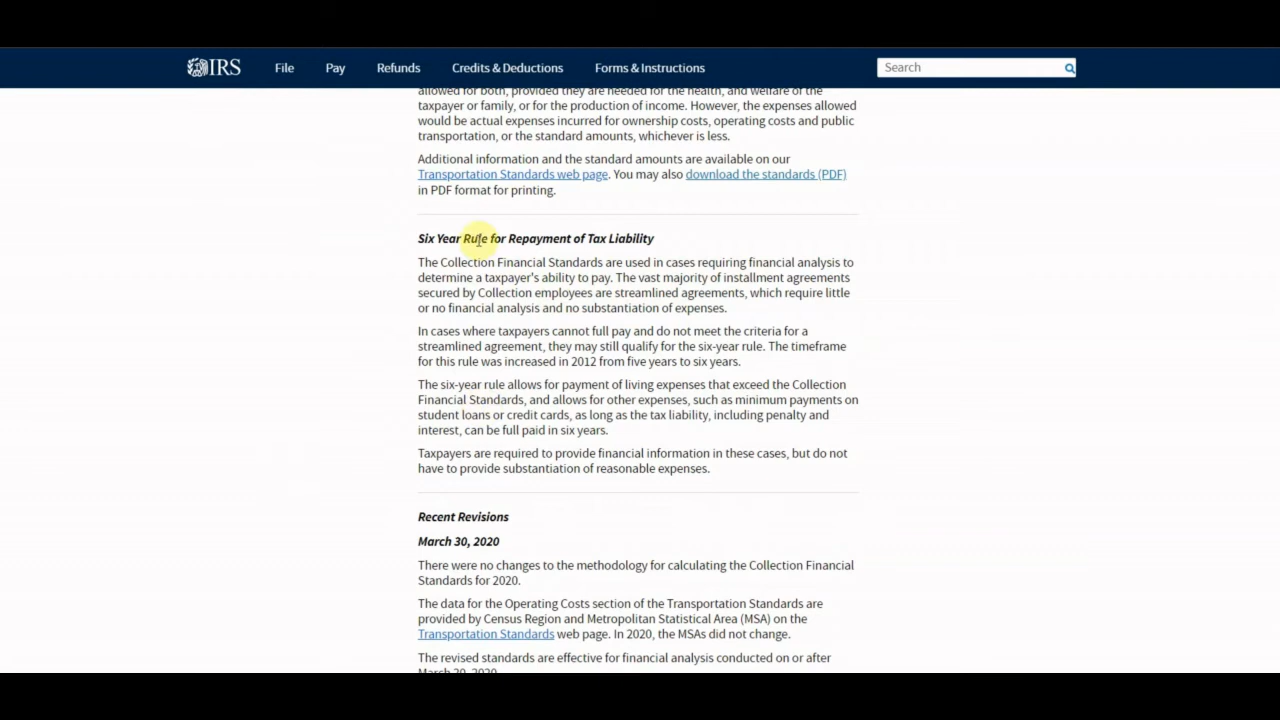 IRS File Pay Refunds Credits & Deductions Forms & Instructions Search
allowed for both, provided they are needed for the health, and welfare of the
taxpayer or family, or for the production of income. However, the expenses allowed
would be actual expenses incurred for ownership costs, operating costs and public
transportation, or the standard amounts, whichever is less.
Additional information and the standard amounts are available on our
Transportation Standards web page. You may also download the standards (PDF)
in PDF format for printing.
Six Year Rule for Repayment of Tax Liability
The Collection Financial Standards are used in cases requiring financial analysis to
determine a taxpayer's ability to pay. The vast majority of installment agreements
secured by Collection employees are streamlined agreements, which require little
or no financial analysis and no substantiation of expenses.
In cases where taxpayers cannot full pay and do not meet the criteria for a
streamlined agreement, they may still qualify for the six-year rule. The timeframe
for this rule was increased in 2012 from five years to six years.
The six-year rule allows for payment of living expenses that exceed the Collection
Financial Standards, and allows for other expenses, such as minimum payments on
student loans or credit cards, as long as the tax liability, including penalty and
interest, can be full paid in six years.
Taxpayers are required to provide financial information in these cases, but do not
have to provide substantiation of reasonable expenses.
Recent Revisions
March 30, 2020
There were no changes to the methodology for calculating the Collection Financial
Standards for 2020.
The data for the Operating Costs section of the Transportation Standards are
provided by Census Region and Metropolitan Statistical Area (MSA) on the
Transportation Standards web page. In 2020, the MSAs did not change.
The revised standards are effective for financial analysis conducted on or after
March 30, 2020.